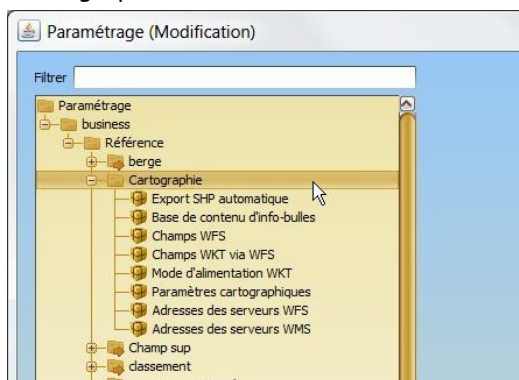 Paramétrage (Modification)
Filtrer
Paramétrage
business
Référence
berge
Cartographie
Export SHP automatique
Base de contenu d'info-bulles
Champs WFS
Champs WKT via WFS
Mode d'alimentation WKT
Paramètres cartographiques
Adresses des serveurs WFS
Adresses des serveurs WMS
Champ sup
classement